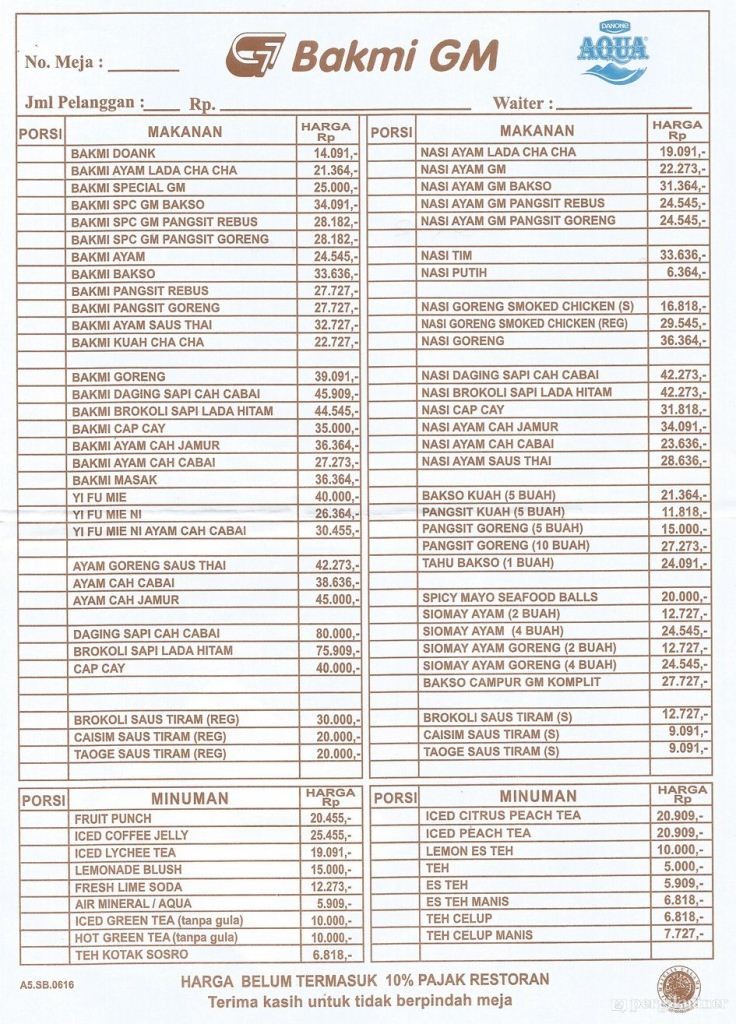 No. Meja : Bakmi GM DANONE AQUA
Jml Pelanggan : Rp. Waiter :
PORSI MAKANAN HARGA Rp
BAKMI DOANK 14.091,-
BAKMI AYAM LADA CHA CHA 21.364,-
BAKMI SPECIAL GM 25.000,-
BAKMI SPC GM BAKSO 34.091,-
BAKMI SPC GM PANGSIT REBUS 28.182,-
BAKMI SPC GM PANGSIT GORENG 28.182,-
BAKMI AYAM 24.545,-
BAKMI BAKSO 33.636,-
BAKMI PANGSIT REBUS 27.727,-
BAKMI PANGSIT GORENG 27.727,-
BAKMI AYAM SAUS THAI 32.727,-
BAKMI KUAH CHA CHA 22.727,-
BAKMI GORENG 39.091,-
BAKMI DAGING SAPI CAH CABAI 45.909,-
BAKMI BROKOLI SAPI LADA HITAM 44.545,-
BAKMI CAP CAY 35.000,-
BAKMI AYAM CAH JAMUR 36.364,-
BAKMI AYAM CAH CABAI 27.273,-
BAKMI MASAK 36.364,-
YI FU MIE 40.000,-
YI FU MIE NI 26.364,-
YI FU MIE NI AYAM CAH CABAI 30.455,-
AYAM GORENG SAUS THAI 42.273,-
AYAM CAH CABAI 38.636,-
AYAM CAH JAMUR 45.000,-
DAGING SAPI CAH CABAI 80.000,-
BROKOLI SAPI LADA HITAM 75.909,-
CAP CAY 40.000,-
BROKOLI SAUS TIRAM (REG) 30.000,-
CAISIM SAUS TIRAM (REG) 20.000,-
TAOGE SAUS TIRAM (REG) 20.000,-
PORSI MAKANAN HARGA Rp
NASI AYAM LADA CHA CHA 19.091,-
NASI AYAM GM 22.273,-
NASI AYAM GM BAKSO 31.364,-
NASI AYAM GM PANGSIT REBUS 24.545,-
NASI AYAM GM PANGSIT GORENG 24.545,-
NASI TIM 33.636,-
NASI PUTIH 6.364,-
NASI GORENG SMOKED CHICKEN (S) 16.818,-
NASI GORENG SMOKED CHICKEN (REG) 29.545,-
NASI GORENG 36.364,-
NASI DAGING SAPI CAH CABAI 42.273,-
NASI BROKOLI SAPI LADA HITAM 42.273,-
NASI CAP CAY 31.818,-
NASI AYAM CAH JAMUR 34.091,-
NASI AYAM CAH CABAI 23.636,-
NASI AYAM SAUS THAI 28.636,-
BAKSO KUAH (5 BUAH) 21.364,-
PANGSIT KUAH (5 BUAH) 11.818,-
PANGSIT GORENG (5 BUAH) 15.000,-
PANGSIT GORENG (10 BUAH) 27.273,-
TAHU BAKSO (1 BUAH) 24.091,-
SPICY MAYO SEAFOOD BALLS 20.000,-
SIOMAY AYAM (2 BUAH) 12.727,-
SIOMAY AYAM (4 BUAH) 24.545,-
SIOMAY AYAM GORENG (2 BUAH) 12.727,-
SIOMAY AYAM GORENG (4 BUAH) 24.545,-
BAKSO CAMPUR GM KOMPLIT 27.727,-
BROKOLI SAUS TIRAM (S) 12.727,-
CAISIM SAUS TIRAM (S) 9.091,-
TAOGE SAUS TIRAM (S) 9.091,-
PORSI MINUMAN HARGA Rp
FRUIT PUNCH 20.455,-
ICED COFFEE JELLY 25.455,-
ICED LYCHEE TEA 19.091,-
LEMONADE BLUSH 15.000,-
FRESH LIME SODA 12.273,-
AIR MINERAL / AQUA 5.909,-
ICED GREEN TEA (tanpa gula) 10.000,-
HOT GREEN TEA (tanpa gula) 10.000,-
TEH KOTAK SOSRO 6.818,-
PORSI MINUMAN HARGA Rp
ICED CITRUS PEACH TEA 20.909,-
ICED PEACH TEA 20.909,-
LEMON ES TEH 10.000,-
TEH 5.000,-
ES TEH 5.909,-
ES TEH MANIS 6.818,-
TEH CELUP 6.818,-
TEH CELUP MANIS 7.727,-
A5.SB.0616 HARGA BELUM TERMASUK 10% PAJAK RESTORAN
Terima kasih untuk tidak berpindah meja